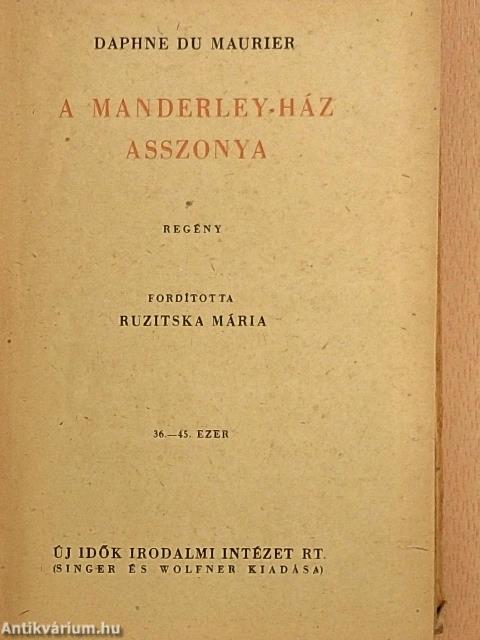 DAPHNE DU MAURIER
A MANDERLEY-HÁZ
ASSZONYA
REGÉNY
FORDÍTOTTA
RUZITSKA MÁRIA
36.—45. EZER
ÚJ IDŐK IRODALMI INTÉZET RT.
(SINGER ÉS WOLFNER KIADÁSA)
Antikvárium.hu